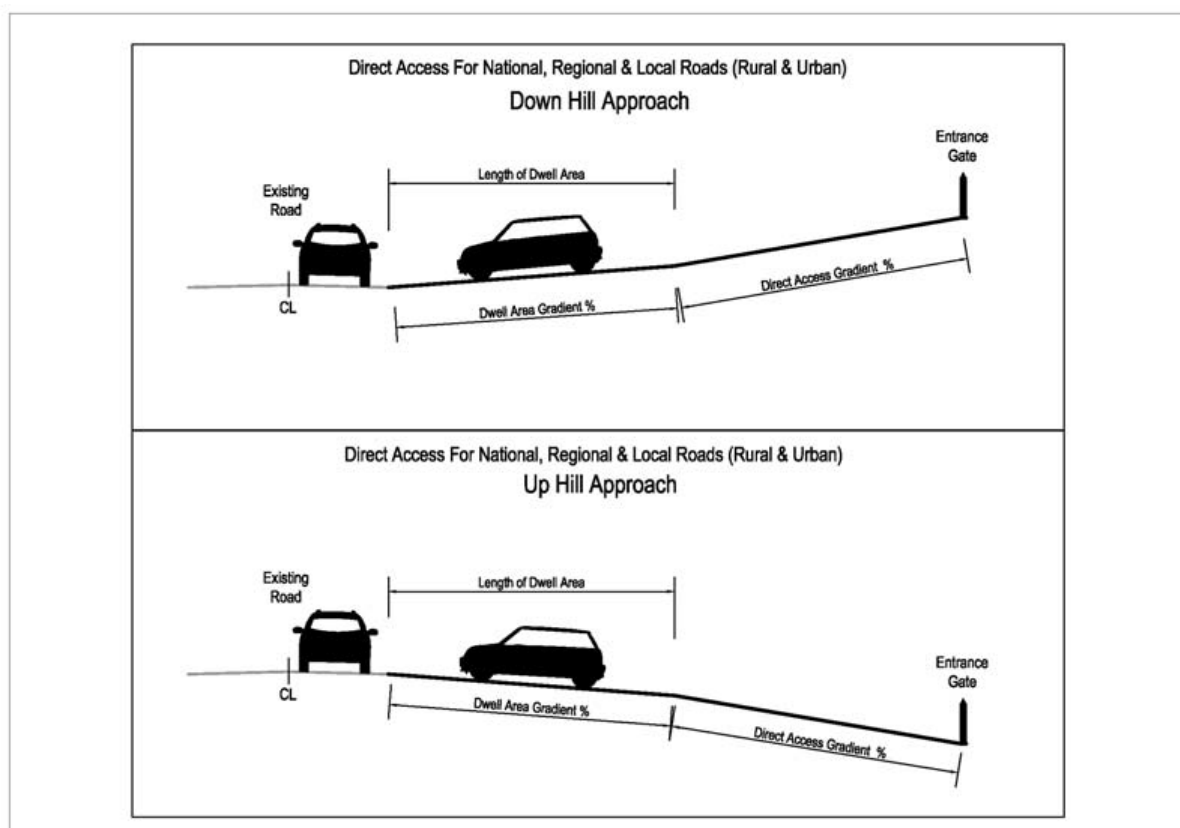 Direct Access For National, Regional & Local Roads (Rural & Urban)
Down Hill Approach
Entrance
Gate
Length of Dwell Area
Existing
Road
Direct Access Gradient %
CL
Dwell Area Gradient %
Direct Access For National, Regional & Local Roads (Rural & Urban)
Up Hill Approach
Existing
Road
Length of Dwell Area
Entrance
Gate
CL
Dwell Area Gradient %
Direct Access Gradient %